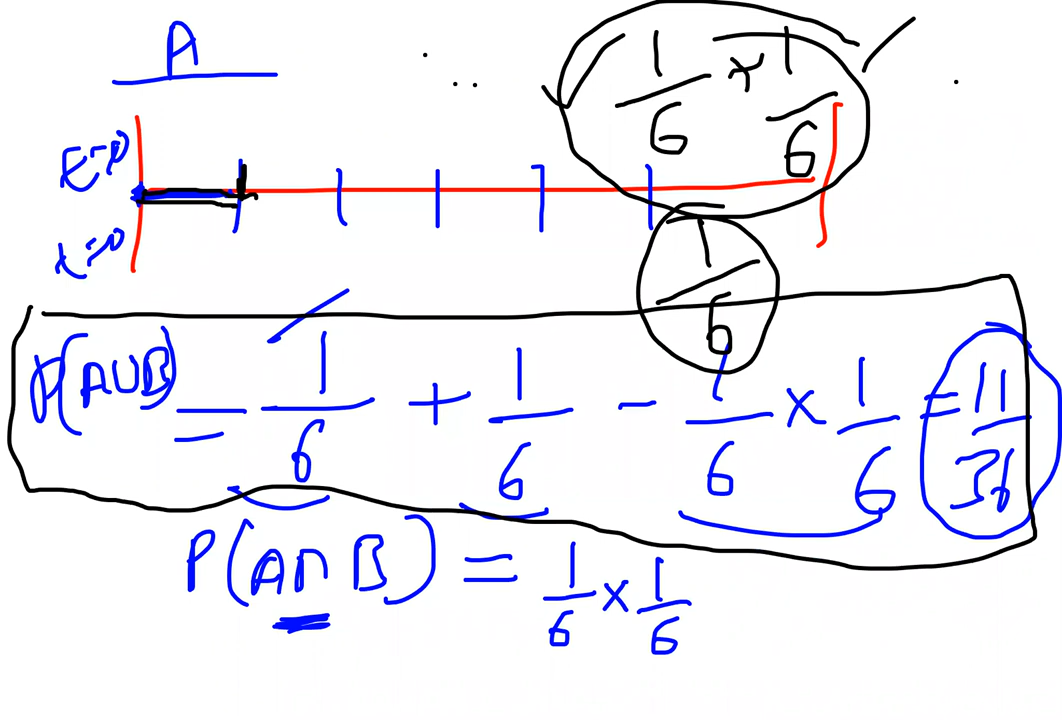 A
1/6 × 1/6
t=0
x=0
1/6
P(A∪B) = 1/6 + 1/6 - 1/6 × 1/6 = 11/36
P(A∩B) = 1/6 × 1/6